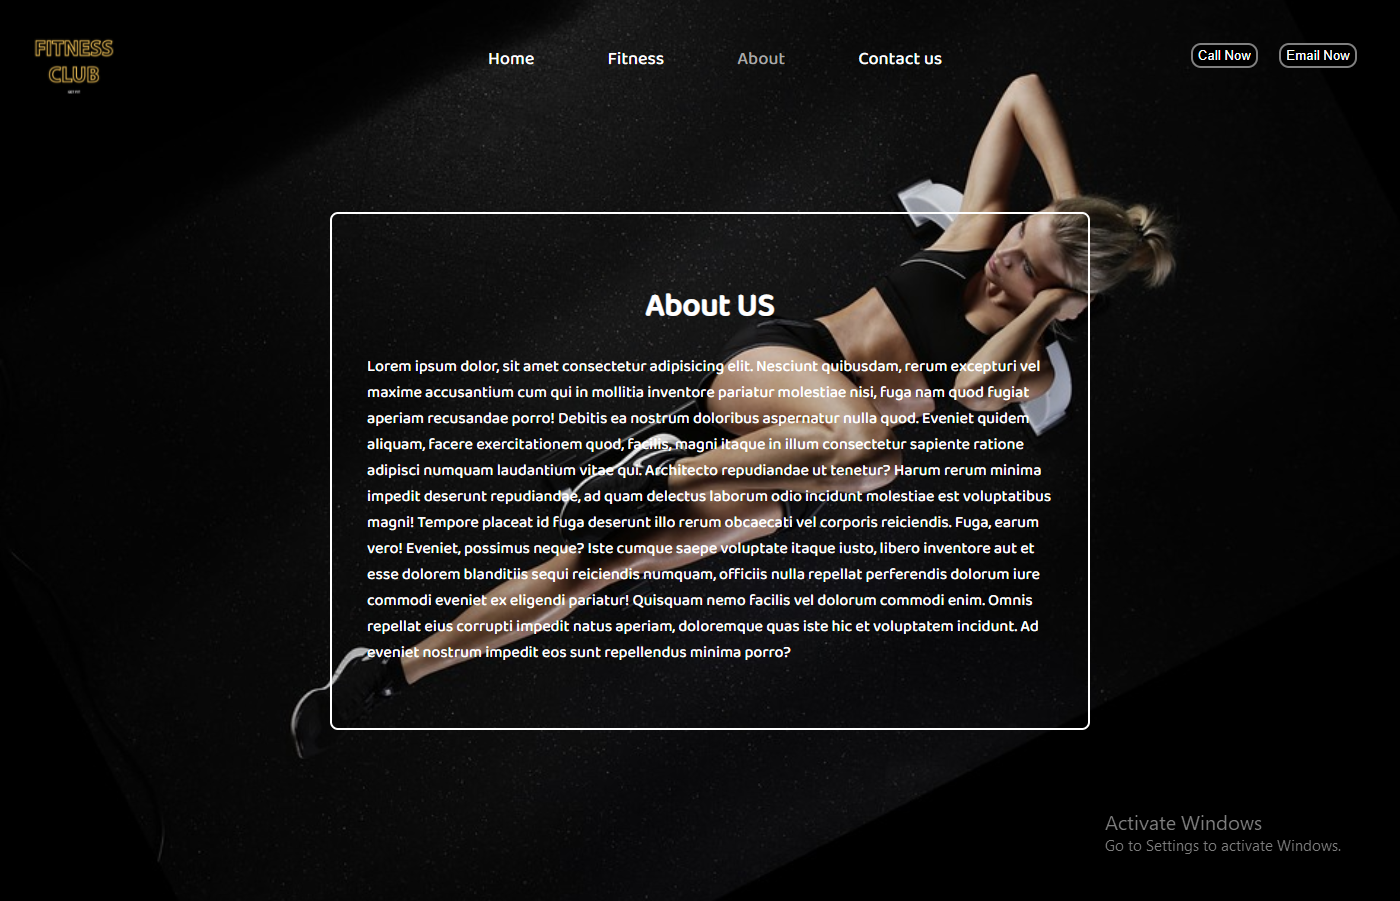 FITNESS
CLUB
Home
Fitness
About
Contact us
Call Now
Email Now
About US
Lorem ipsum dolor, sit amet consectetur adipisicing elit. Nesciunt quibusdam, rerum excepturi vel
maxime accusantium cum qui in mollitia inventore pariatur molestiae nisi, fuga nam quod fugiat
aperiam recusandae porro! Debitis ea nostrum doloribus aspernatur nulla quod. Eveniet quidem
aliquam, facere exercitationem quod, facilis, magni itaque in illum consectetur sapiente ratione
adipisci numquam laudantium vitae qui. Architecto repudiandae ut tenetur? Harum rerum minima
impedit deserunt repudiandae, ad quam delectus laborum odio incidunt molestiae est voluptatibus
magni! Tempore placeat id fuga deserunt illo rerum obcaecati vel corporis reiciendis. Fuga, earum
vero! Eveniet, possimus neque? Iste cumque saepe voluptate itaque iusto, libero inventore aut et
esse dolorem blanditiis sequi reiciendis numquam, officiis nulla repellat perferendis dolorum iure
commodi eveniet ex eligendi pariatur! Quisquam nemo facilis vel dolorum commodi enim. Omnis
repellat eius corrupti impedit natus aperiam, doloremque quas iste hic et voluptatem incidunt. Ad
eveniet nostrum impedit eos sunt repellendus minima porro?
Activate Windows
Go to Settings to activate Windows.